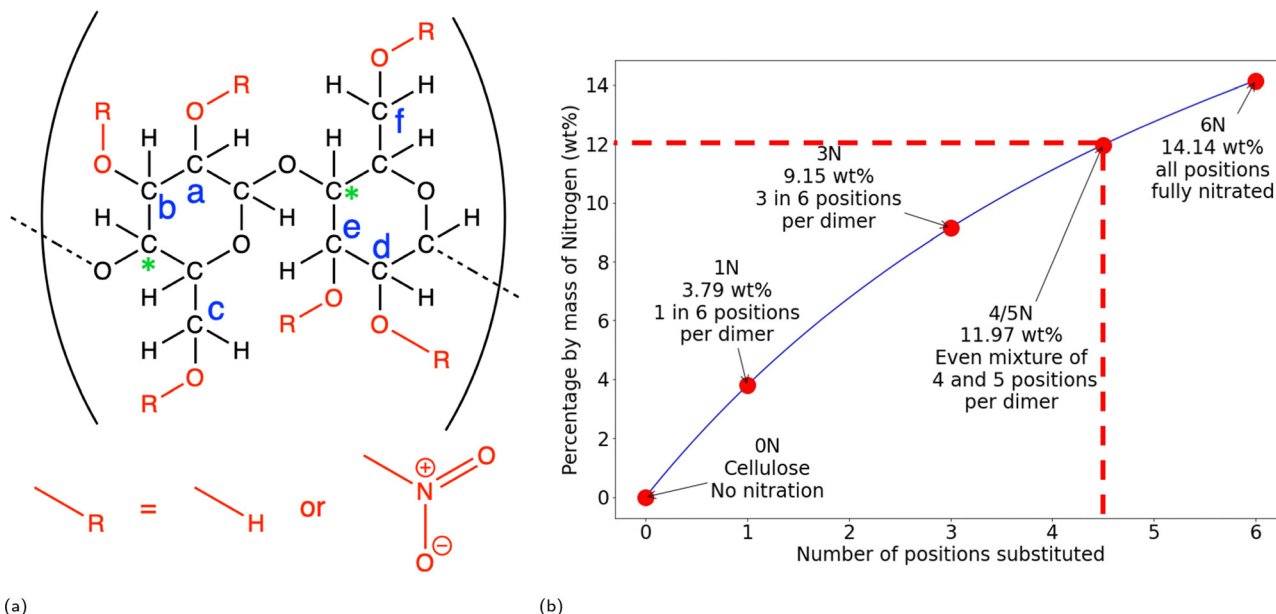 R
R
R
O
O
O
H
H
H
C
f
H
H
H
C
C
a
C
b
C
O
C
*
C
O
H
H
C
*
O
C
H
O
C
H
C
e
d
C
H
C
H
C
H
c
H
C
H
O
R
O
R
O
R
R = H or N⊕ O
O⊖
(a)
Percentage by mass of Nitrogen (wt%)
14
12
10
8
6
4
2
0
6N
14.14 wt%
all positions
fully nitrated
3N
9.15 wt%
3 in 6 positions
per dimer
1N
3.79 wt%
1 in 6 positions
per dimer
4/5N
11.97 wt%
Even mixture of
4 and 5 positions
per dimer
0N
Cellulose
No nitration
0 1 2 3 4 5 6
Number of positions substituted
(b)